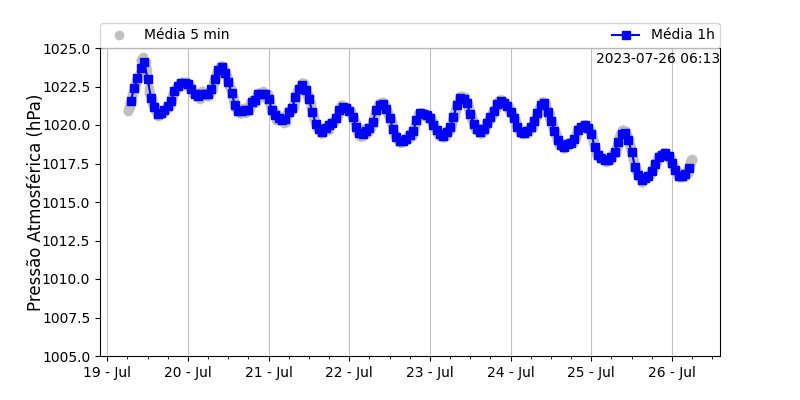 Média 5 min
Média 1h
2023-07-26 06:13
Pressão Atmosférica (hPa)
1025.0
1022.5
1020.0
1017.5
1015.0
1012.5
1010.0
1007.5
1005.0
19 - Jul
20 - Jul
21 - Jul
22 - Jul
23 - Jul
24 - Jul
25 - Jul
26 - Jul